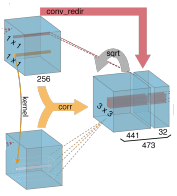 conv_redir
1 x 1
1 x 1
sqrt
256
kernel
corr
3 x 3
441
32
473